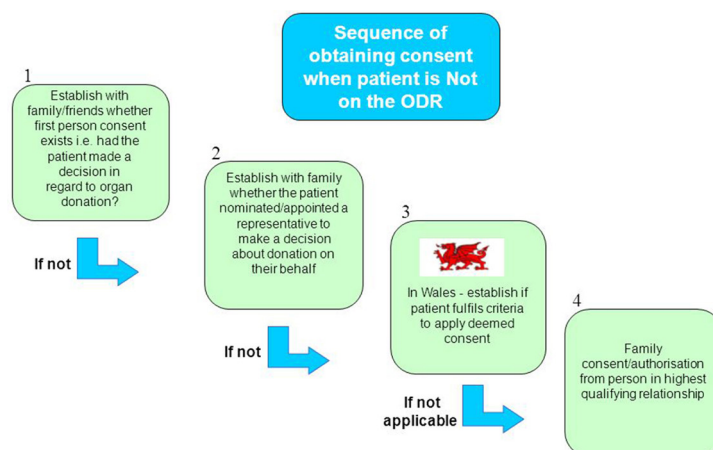 Sequence of
obtaining consent
when patient is Not
on the ODR
1
Establish with
family/friends whether
first person consent
exists i.e. had the
patient made a
decision in
regard to organ
donation?
If not
2
Establish with family
whether the patient
nominated/appointed a
representative to
make a decision
about donation on
their behalf
If not
3
In Wales - establish if
patient fulfils criteria
to apply deemed
consent
If not
applicable
4
Family
consent/authorisation
from person in highest
qualifying relationship